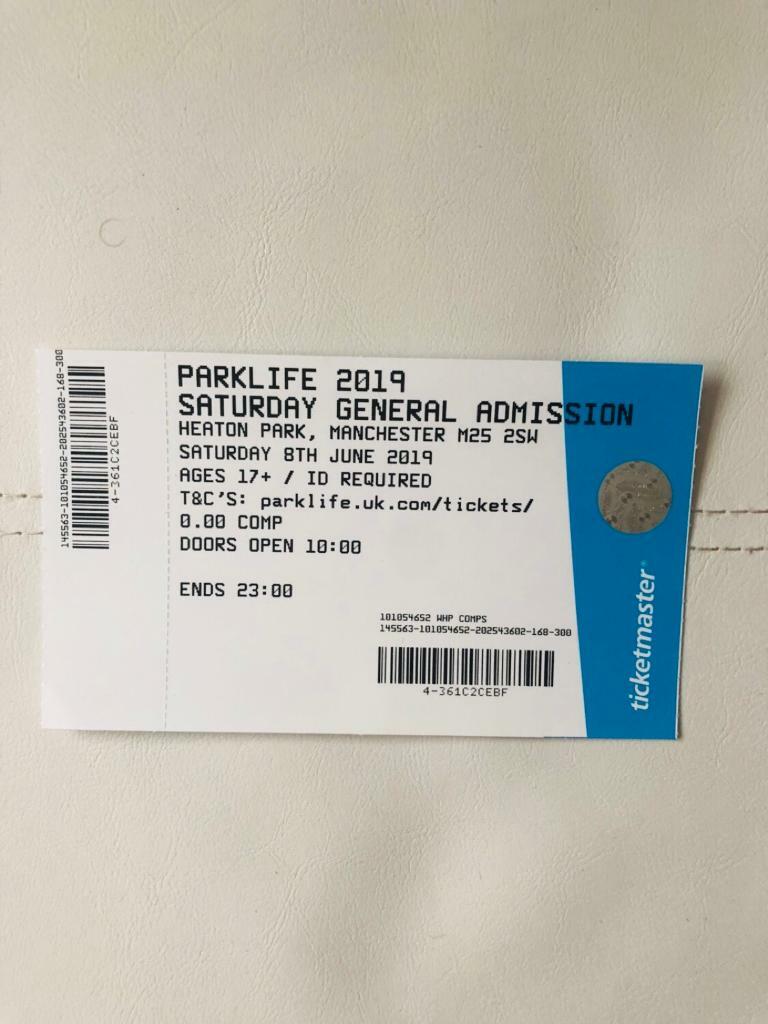 145563-101054652-202543602-168-300
4-361C2CEBF
PARKLIFE 2019
SATURDAY GENERAL ADMISSION
HEATON PARK, MANCHESTER M25 2SW
SATURDAY 8TH JUNE 2019
AGES 17+ / ID REQUIRED
T&C'S: parklife.uk.com/tickets/
0.00 COMP
DOORS OPEN 10:00
ENDS 23:00
101054652 WHP COMPS
145563-101054652-202543602-168-300
4-361C2CEBF
ticketmaster®